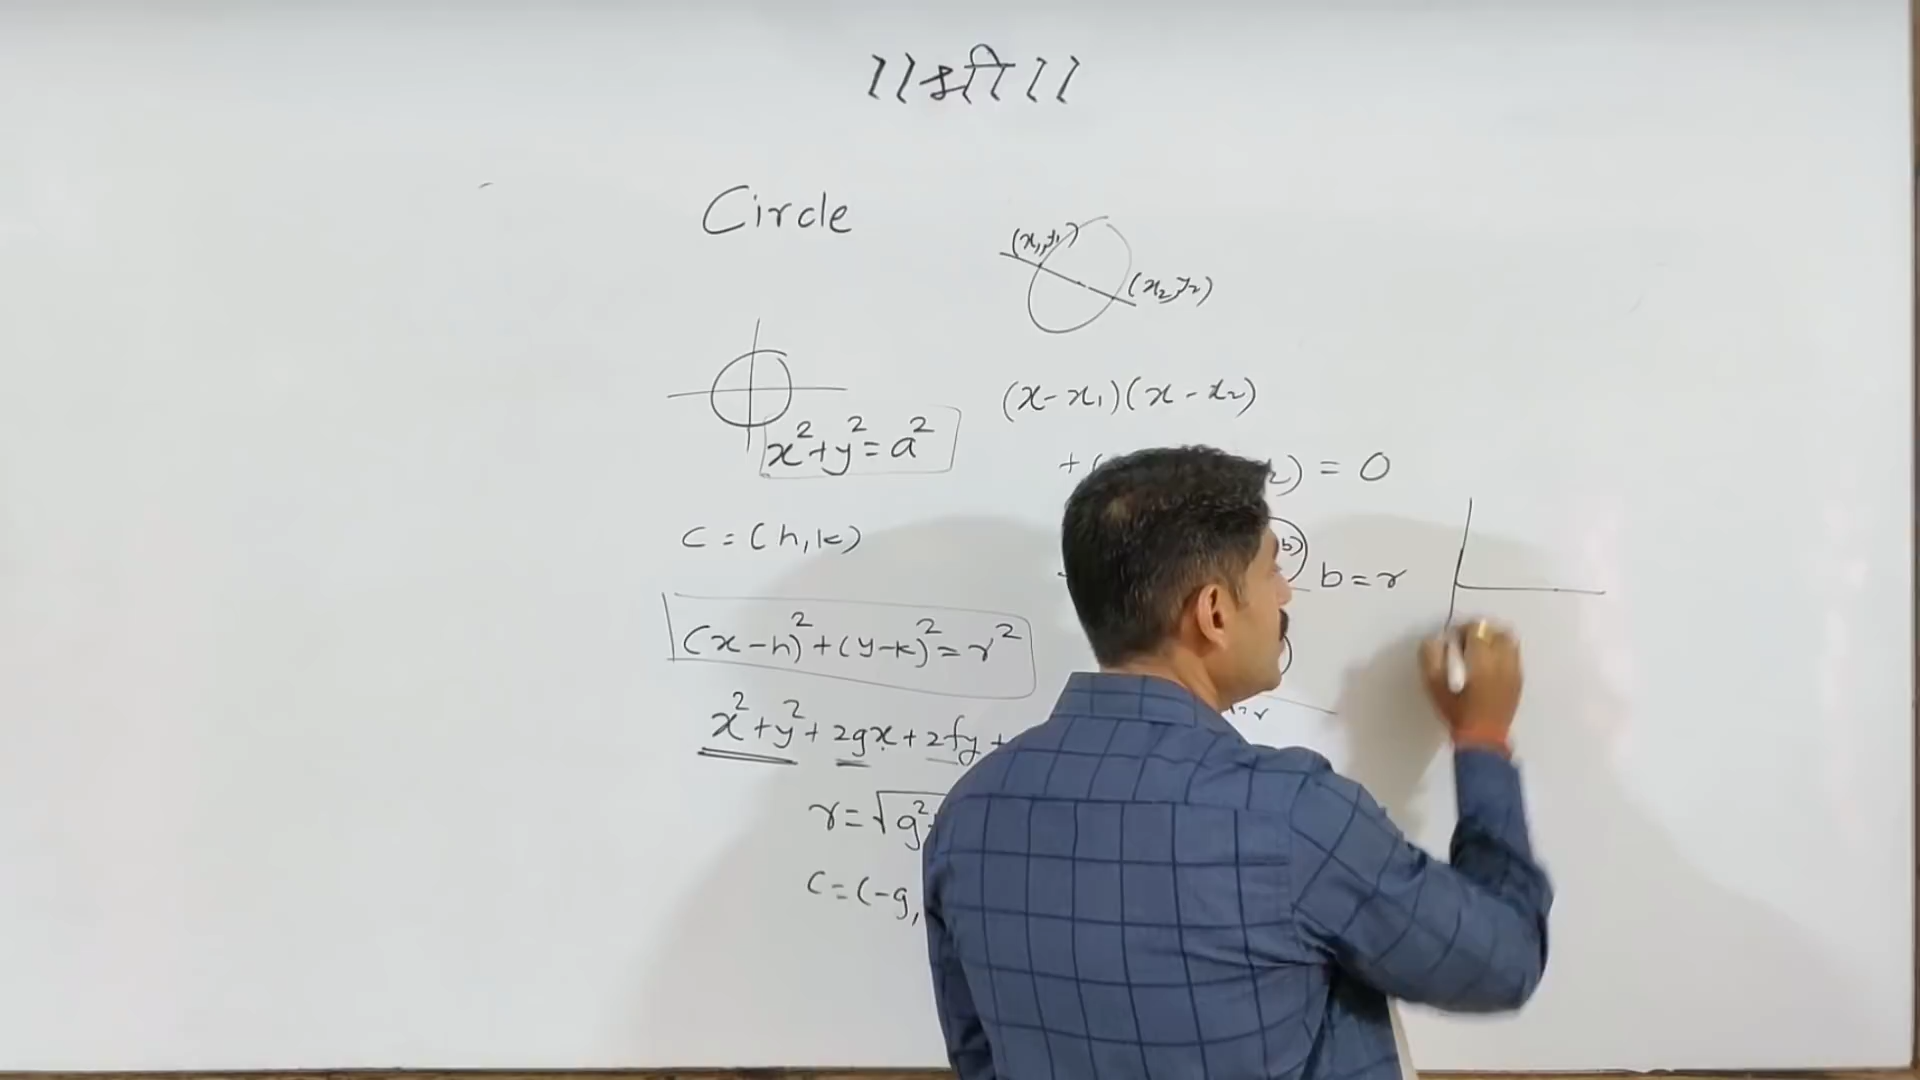 ।।श्री।।
Circle
(x₁,y₁)
(x₂,y₂)
x²+y²=a²
C=(h,k)
(x-h)²+(y-k)²=r²
x²+y²+2gx+2fy+
r=√g²
C=(-g,
(x-x₁)(x-x₂)
+( ₂)=0
b)
b=r